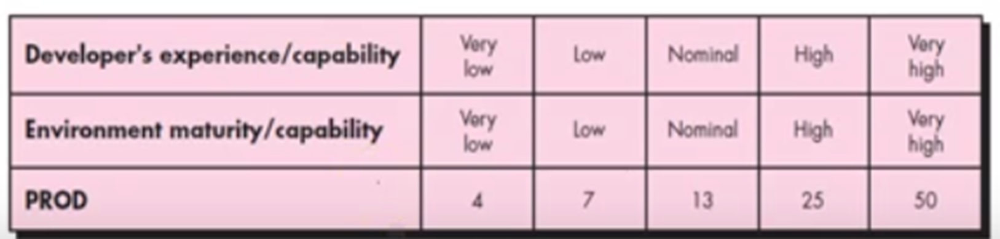 Developer's experience/capability Very low Low Nominal High Very high
Environment maturity/capability Very low Low Nominal High Very high
PROD 4 7 13 25 50